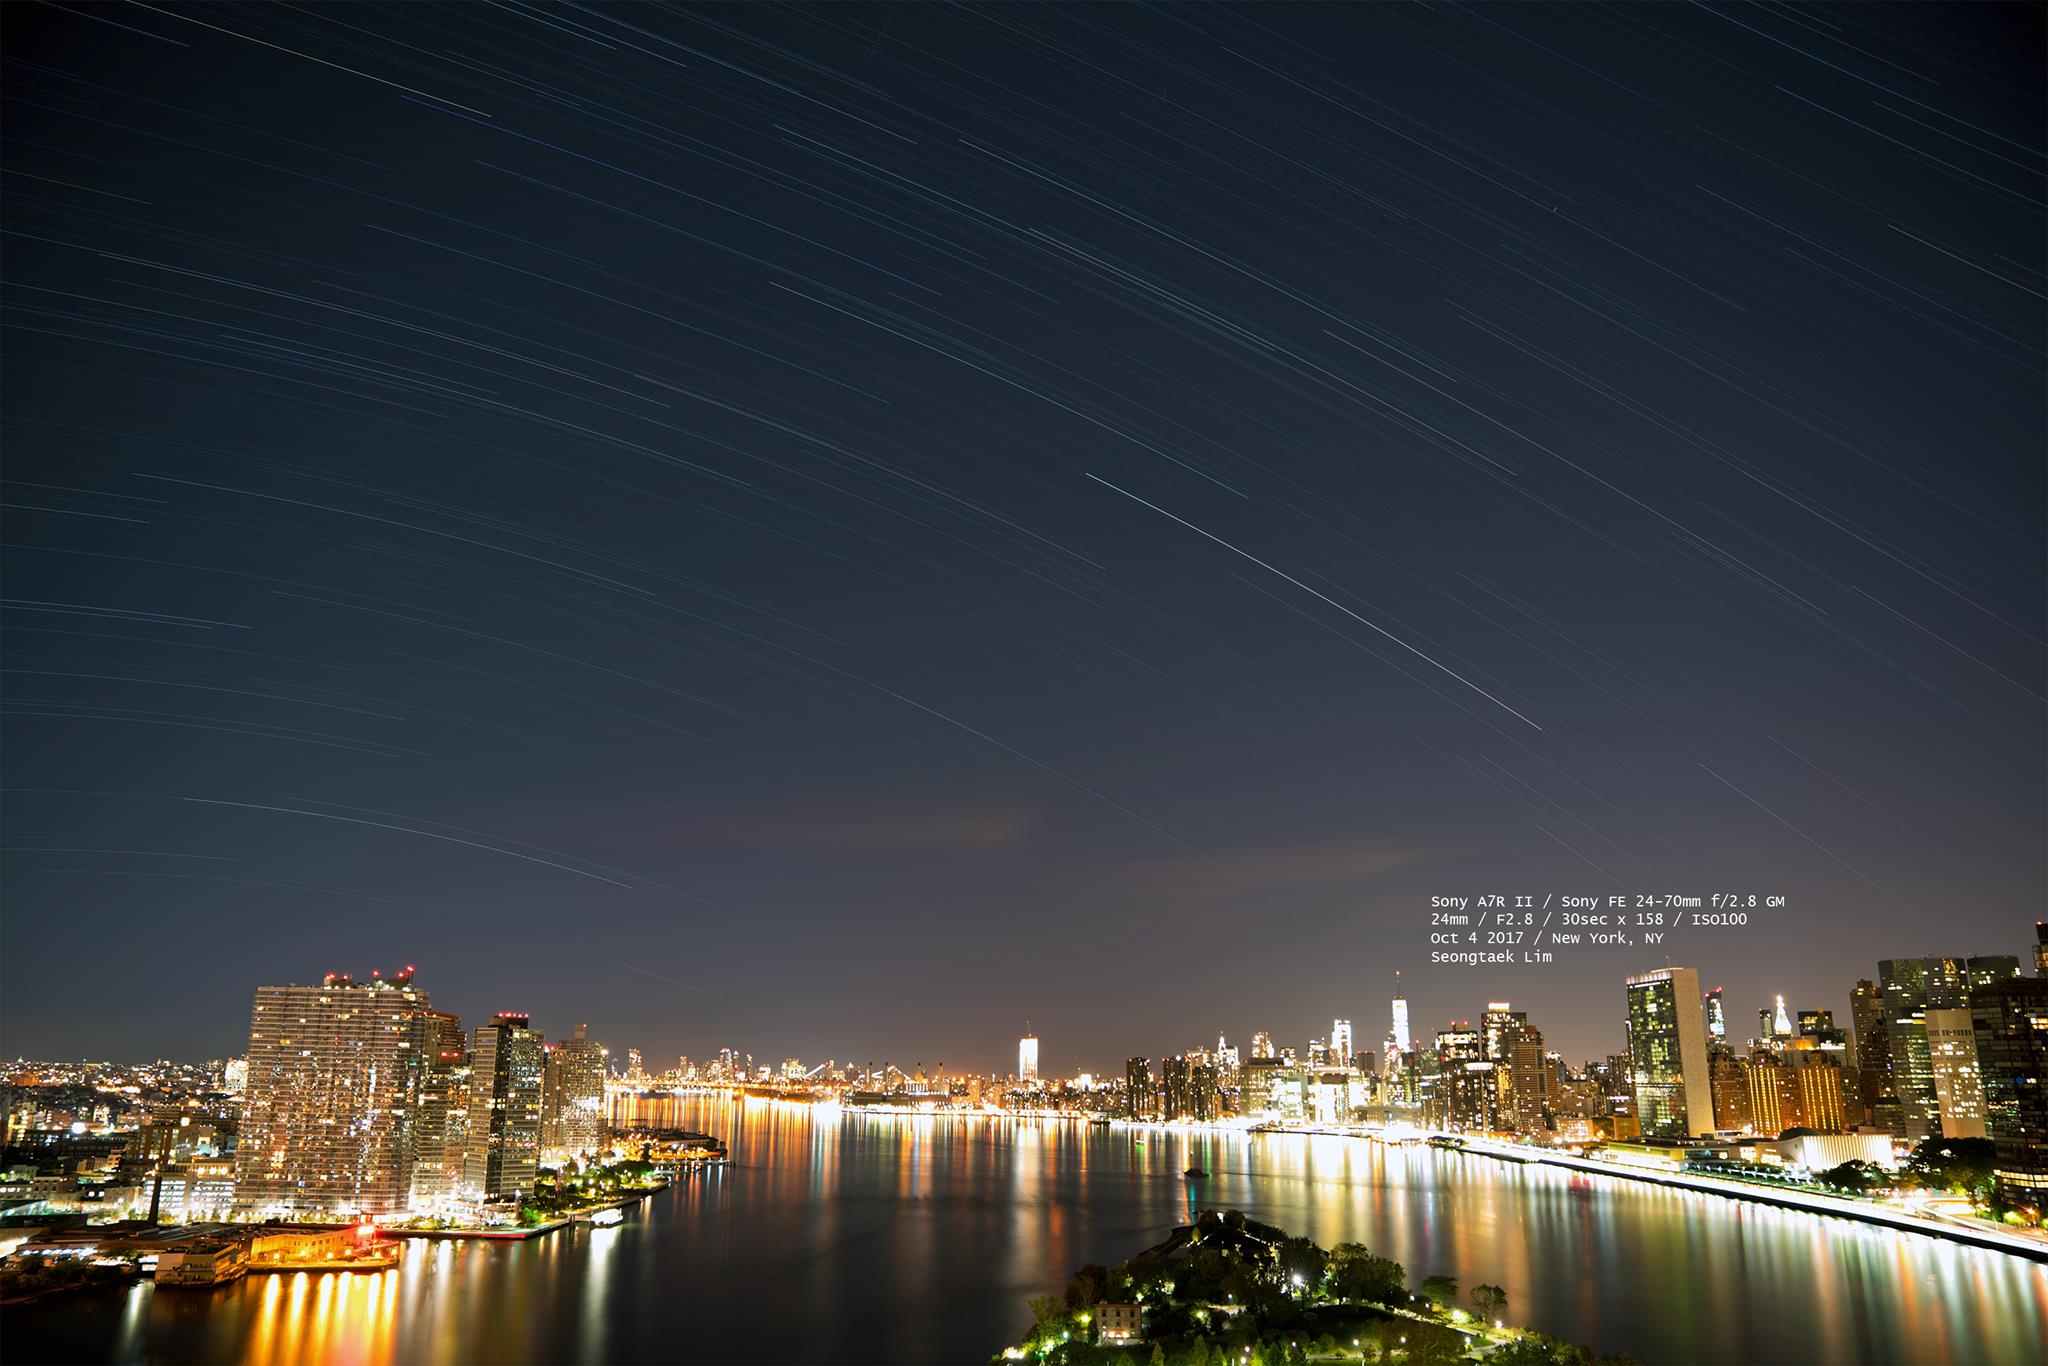 Sony A7R II / Sony FE 24-70mm f/2.8 GM
24mm / F2.8 / 30sec x 158 / ISO100
Oct 4 2017 / New York, NY
Seongtaek Lim